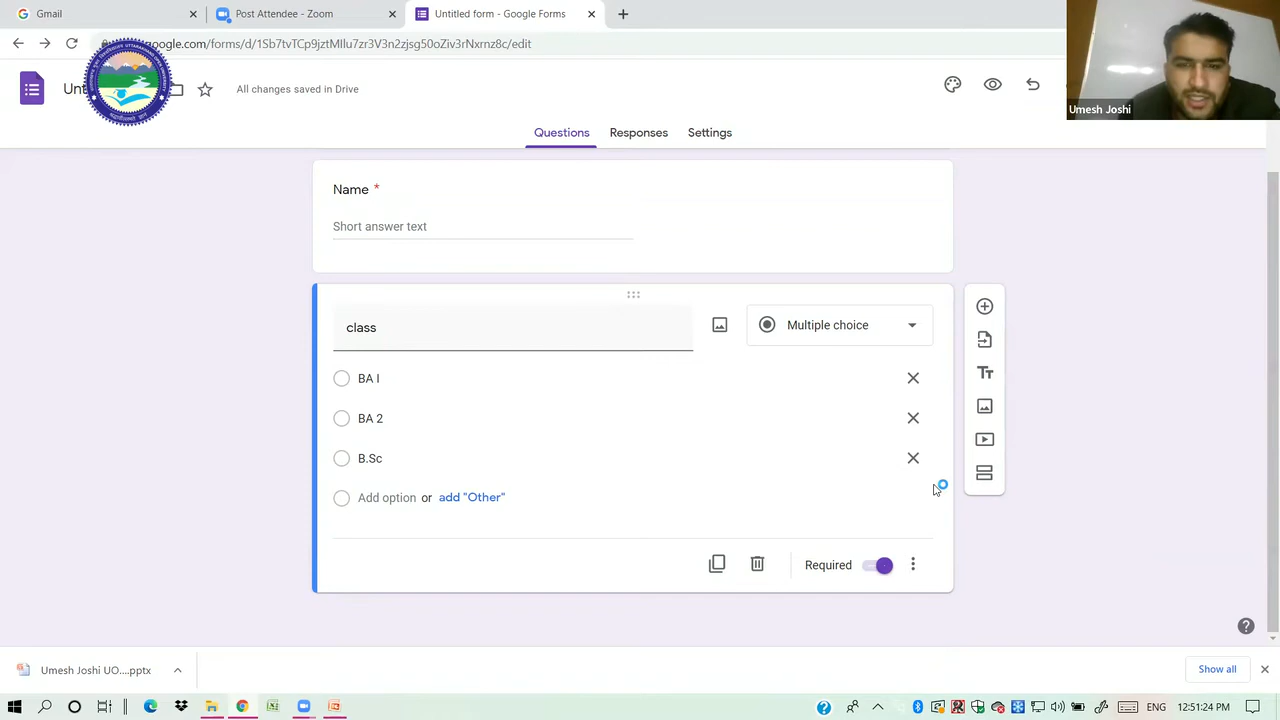 Gmail
Post Attendee - Zoom
Untitled form - Google Forms
google.com/forms/d/1Sb7tvTCp9jztMIlu7zr3V3n2zjsg50oZiv3rNxrnz8c/edit
All changes saved in Drive
Umesh Joshi
Questions
Responses
Settings
Name *
Short answer text
class
Multiple choice
BA I
BA 2
B.Sc
Add option or add "Other"
Required
Umesh Joshi UO....pptx
Show all
ENG
12:51:24 PM